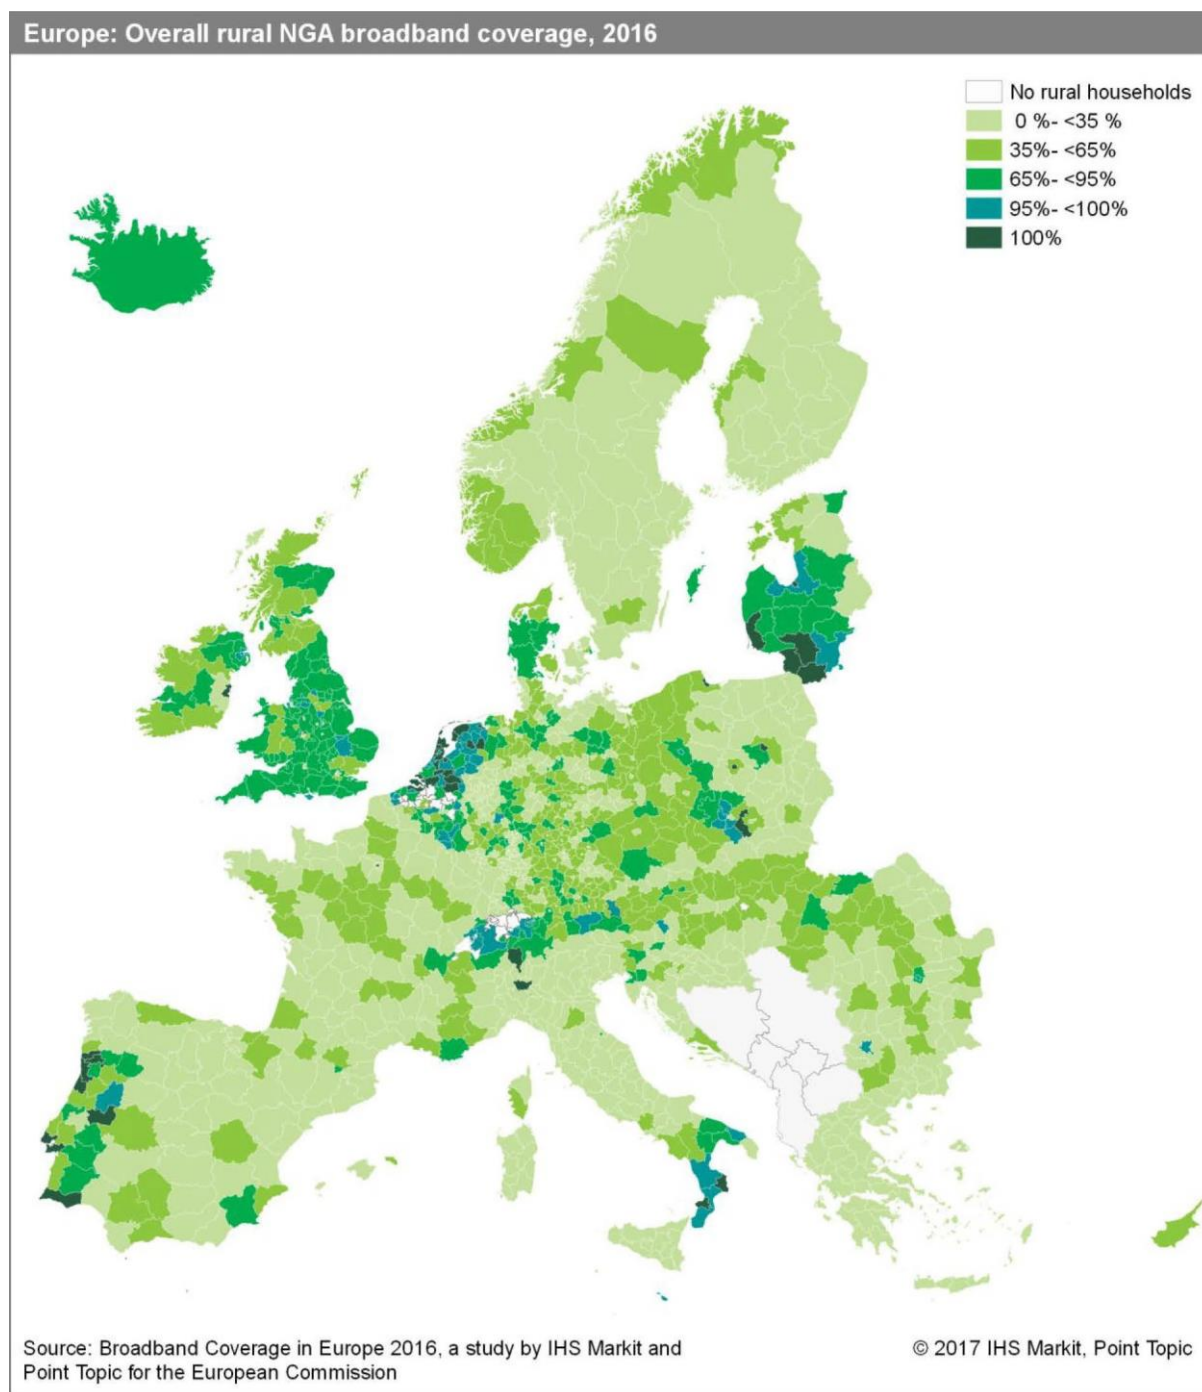 Europe: Overall rural NGA broadband coverage, 2016
No rural households
0 %- <35 %
35%- <65%
65%- <95%
95%- <100%
100%
Source: Broadband Coverage in Europe 2016, a study by IHS Markit and
Point Topic for the European Commission
© 2017 IHS Markit, Point Topic